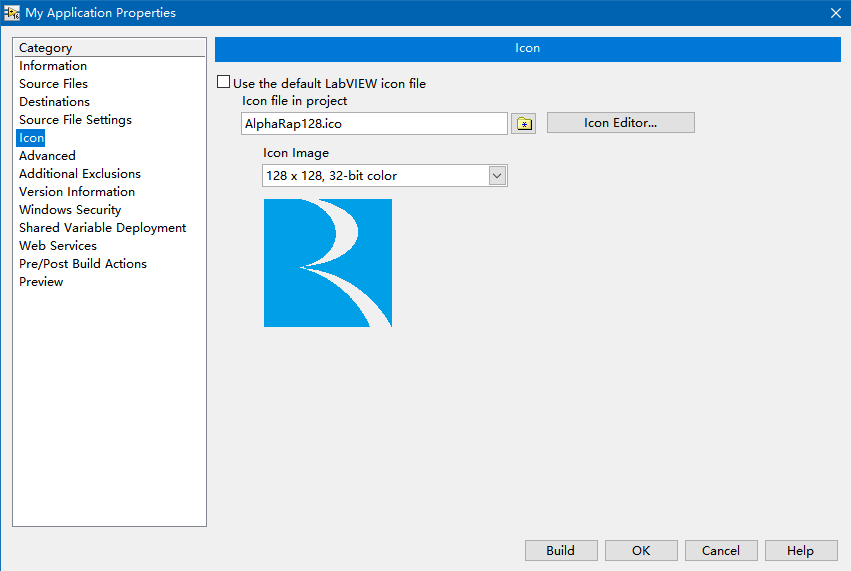 My Application Properties
Category
Information
Source Files
Destinations
Source File Settings
Icon
Advanced
Additional Exclusions
Version Information
Windows Security
Shared Variable Deployment
Web Services
Pre/Post Build Actions
Preview
Icon
Use the default LabVIEW icon file
Icon file in project
AlphaRap128.ico
Icon Editor...
Icon Image
128 x 128, 32-bit color
Build
OK
Cancel
Help